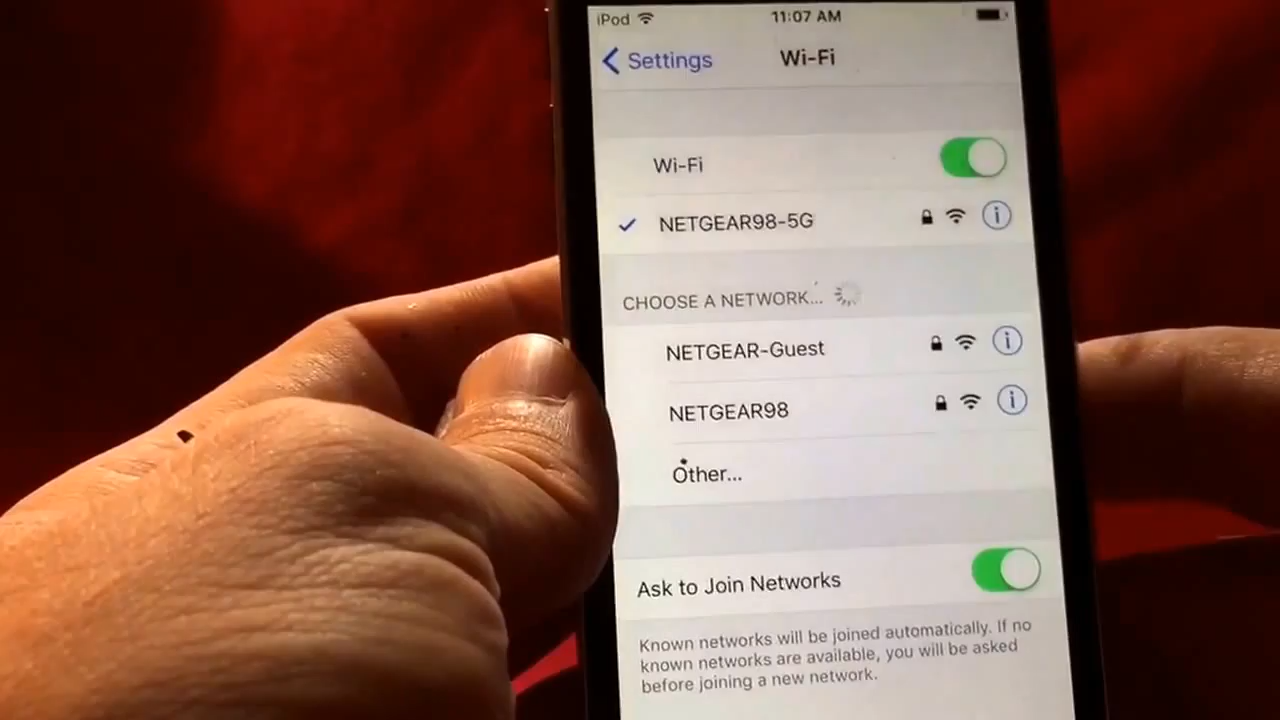 iPod 11:07 AM
Settings Wi-Fi
Wi-Fi
NETGEAR98-5G
CHOOSE A NETWORK...
NETGEAR-Guest
NETGEAR98
Other...
Ask to Join Networks
Known networks will be joined automatically. If no
known networks are available, you will be asked
before joining a new network.